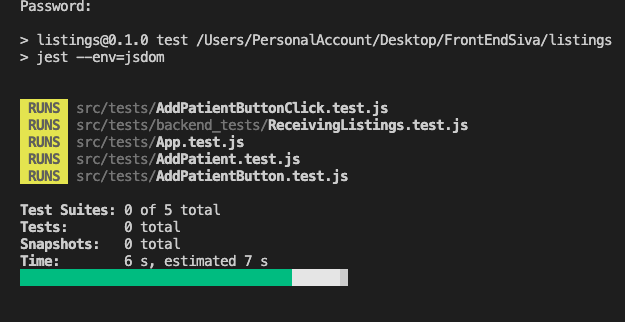 Password:
> listings@0.1.0 test /Users/PersonalAccount/Desktop/FrontEndSiva/listings
> jest --env=jsdom
RUNS src/tests/AddPatientButtonClick.test.js
RUNS src/tests/backend_tests/ReceivingListings.test.js
RUNS src/tests/App.test.js
RUNS src/tests/AddPatient.test.js
RUNS src/tests/AddPatientButton.test.js
Test Suites: 0 of 5 total
Tests: 0 total
Snapshots: 0 total
Time: 6 s, estimated 7 s